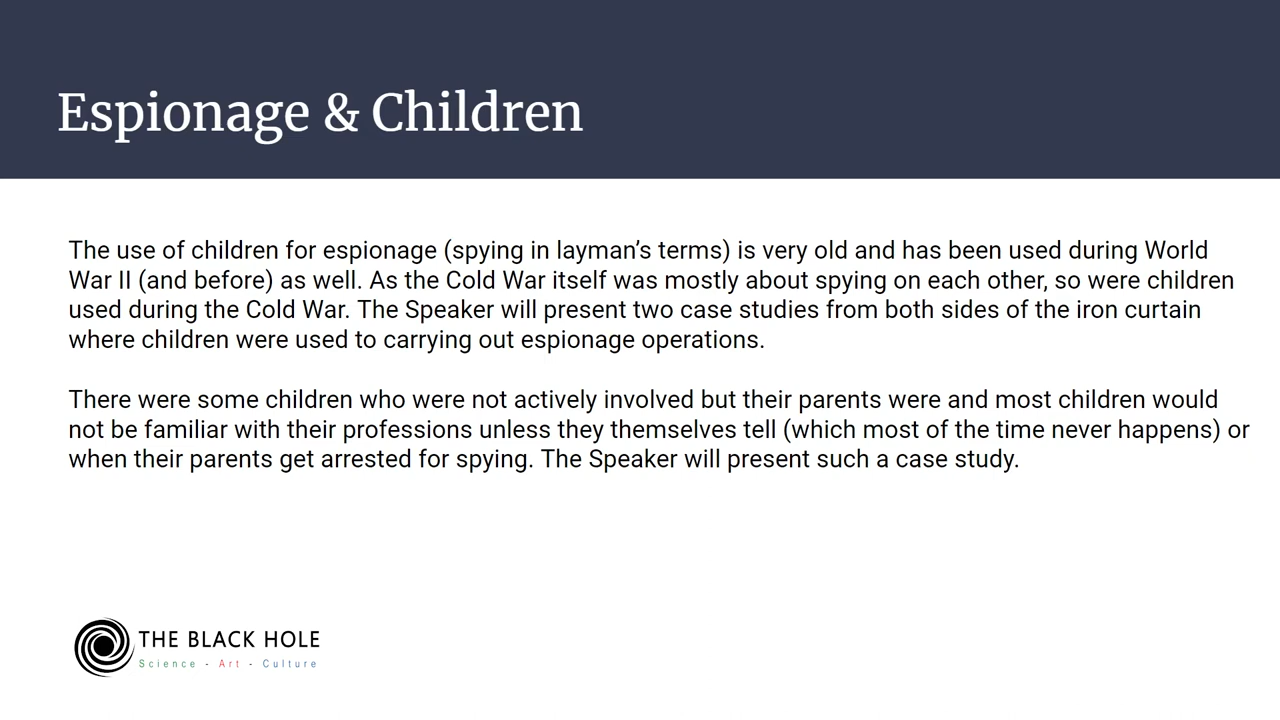 Espionage & Children
The use of children for espionage (spying in layman’s terms) is very old and has been used during World
War II (and before) as well. As the Cold War itself was mostly about spying on each other, so were children
used during the Cold War. The Speaker will present two case studies from both sides of the iron curtain
where children were used to carrying out espionage operations.
There were some children who were not actively involved but their parents were and most children would
not be familiar with their professions unless they themselves tell (which most of the time never happens) or
when their parents get arrested for spying. The Speaker will present such a case study.
THE BLACK HOLE
Science - Art - Culture